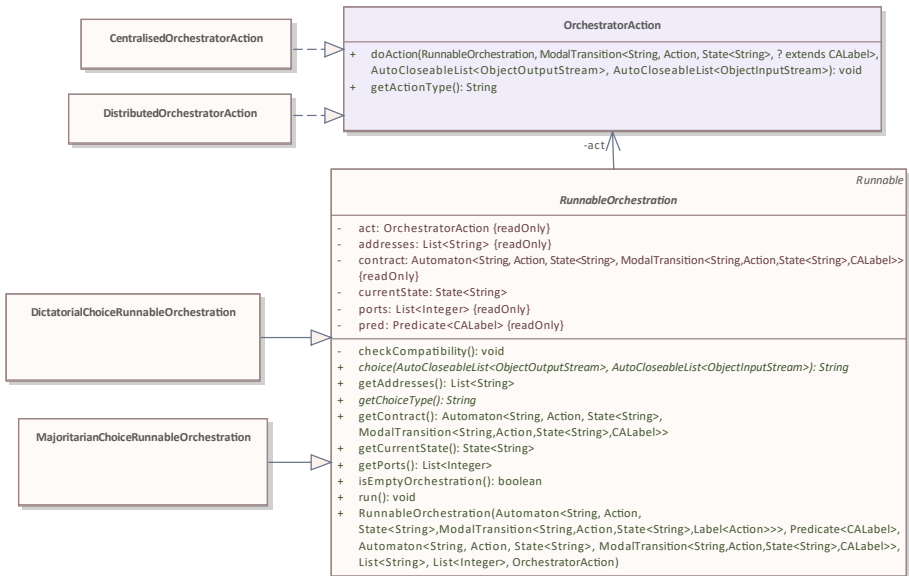 CentralisedOrchestratorAction
DistributedOrchestratorAction
OrchestratorAction
+ doAction(RunnableOrchestration, ModalTransition<String, Action, State<String>, ? extends CALabel>,
AutoCloseableList<ObjectOutputStream>, AutoCloseableList<ObjectInputStream>): void
+ getActionType(): String
-act
Runnable
RunnableOrchestration
- act: OrchestratorAction {readOnly}
- addresses: List<String> {readOnly}
- contract: Automaton<String, Action, State<String>, ModalTransition<String,Action,State<String>,CALabel>>
{readOnly}
- currentState: State<String>
- ports: List<Integer> {readOnly}
- pred: Predicate<CALabel> {readOnly}
- checkCompatibility(): void
+ choice(AutoCloseableList<ObjectOutputStream>, AutoCloseableList<ObjectInputStream>): String
+ getAddresses(): List<String>
+ getChoiceType(): String
+ getContract(): Automaton<String, Action, State<String>,
ModalTransition<String,Action,State<String>,CALabel>>
+ getCurrentState(): State<String>
+ getPorts(): List<Integer>
+ isEmptyOrchestration(): boolean
+ run(): void
+ RunnableOrchestration(Automaton<String, Action,
State<String>,ModalTransition<String,Action,State<String>,Label<Action>>>, Predicate<CALabel>,
Automaton<String, Action, State<String>, ModalTransition<String,Action,State<String>,CALabel>>,
List<String>, List<Integer>, OrchestratorAction)
DictatorialChoiceRunnableOrchestration
MajoritarianChoiceRunnableOrchestration